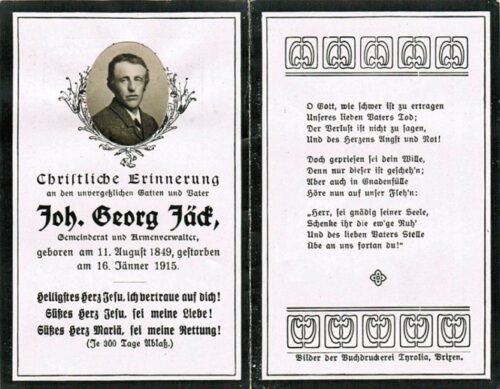 Christliche Erinnerung
an den unvergeßlichen Gatten und Vater
Joh. Georg Jäck,
Gemeinderat und Armenverwalter,
geboren am 11. August 1849, gestorben
am 16. Jänner 1915.
Heiligstes Herz Jesu, ich vertraue auf dich!
Süßes Herz Jesu, sei meine Liebe!
Süßes Herz Mariä, sei meine Rettung!
(Je 300 Tage Ablaß.)
O Gott, wie schwer ist zu ertragen
Unseres lieben Vaters Tod;
Der Verlust ist nicht zu sagen,
Und des Herzens Angst und Not!
Doch gepriesen sei dein Wille,
Denn nur dieser ist gescheh'n;
Aber auch in Gnadenfülle
Höre nun auf unser Fleh'n:
„Herr, sei gnädig seiner Seele,
Schenke ihr die ew'ge Ruh'
Und des lieben Vaters Stelle
Übe an uns fortan du!"
Bilder der Buchdruckerei Tyrolia, Brixen.